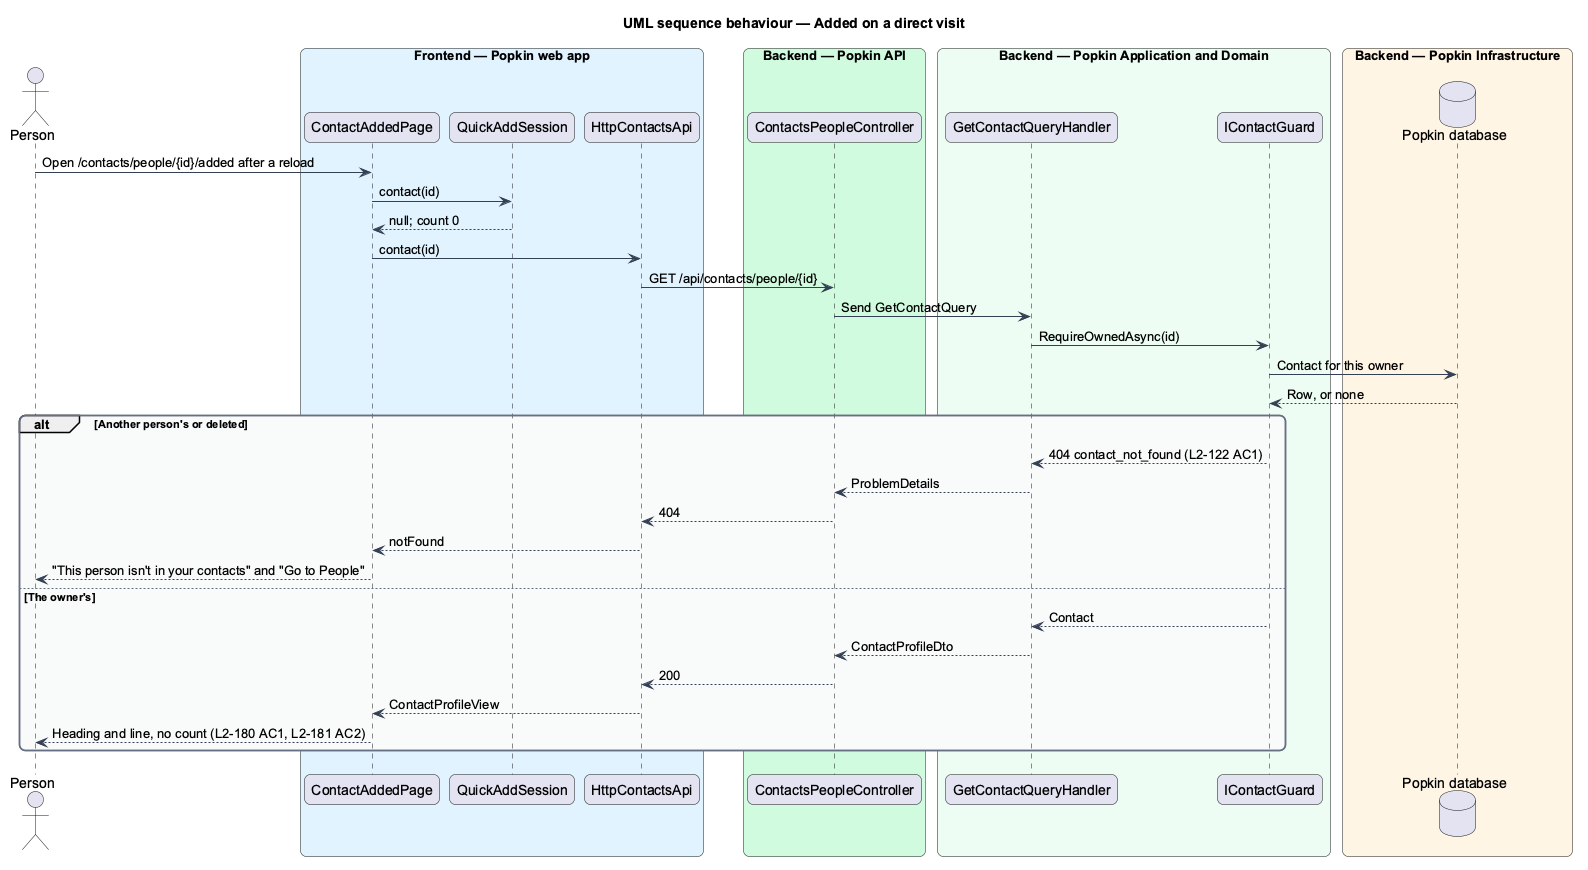 UML sequence behaviour — Added on a direct visit
Frontend — Popkin web app
Backend — Popkin API
Backend — Popkin Application and Domain
Backend — Popkin Infrastructure
Person
ContactAddedPage
QuickAddSession
HttpContactsApi
ContactsPeopleController
GetContactQueryHandler
IContactGuard
Popkin database
Open /contacts/people/{id}/added after a reload
contact(id)
null; count 0
contact(id)
GET /api/contacts/people/{id}
Send GetContactQuery
RequireOwnedAsync(id)
Contact for this owner
Row, or none
alt
[Another person's or deleted]
404 contact_not_found (L2-122 AC1)
ProblemDetails
404
notFound
"This person isn't in your contacts" and "Go to People"
[The owner's]
Contact
ContactProfileDto
200
ContactProfileView
Heading and line, no count (L2-180 AC1, L2-181 AC2)
Person
ContactAddedPage
QuickAddSession
HttpContactsApi
ContactsPeopleController
GetContactQueryHandler
IContactGuard
Popkin database